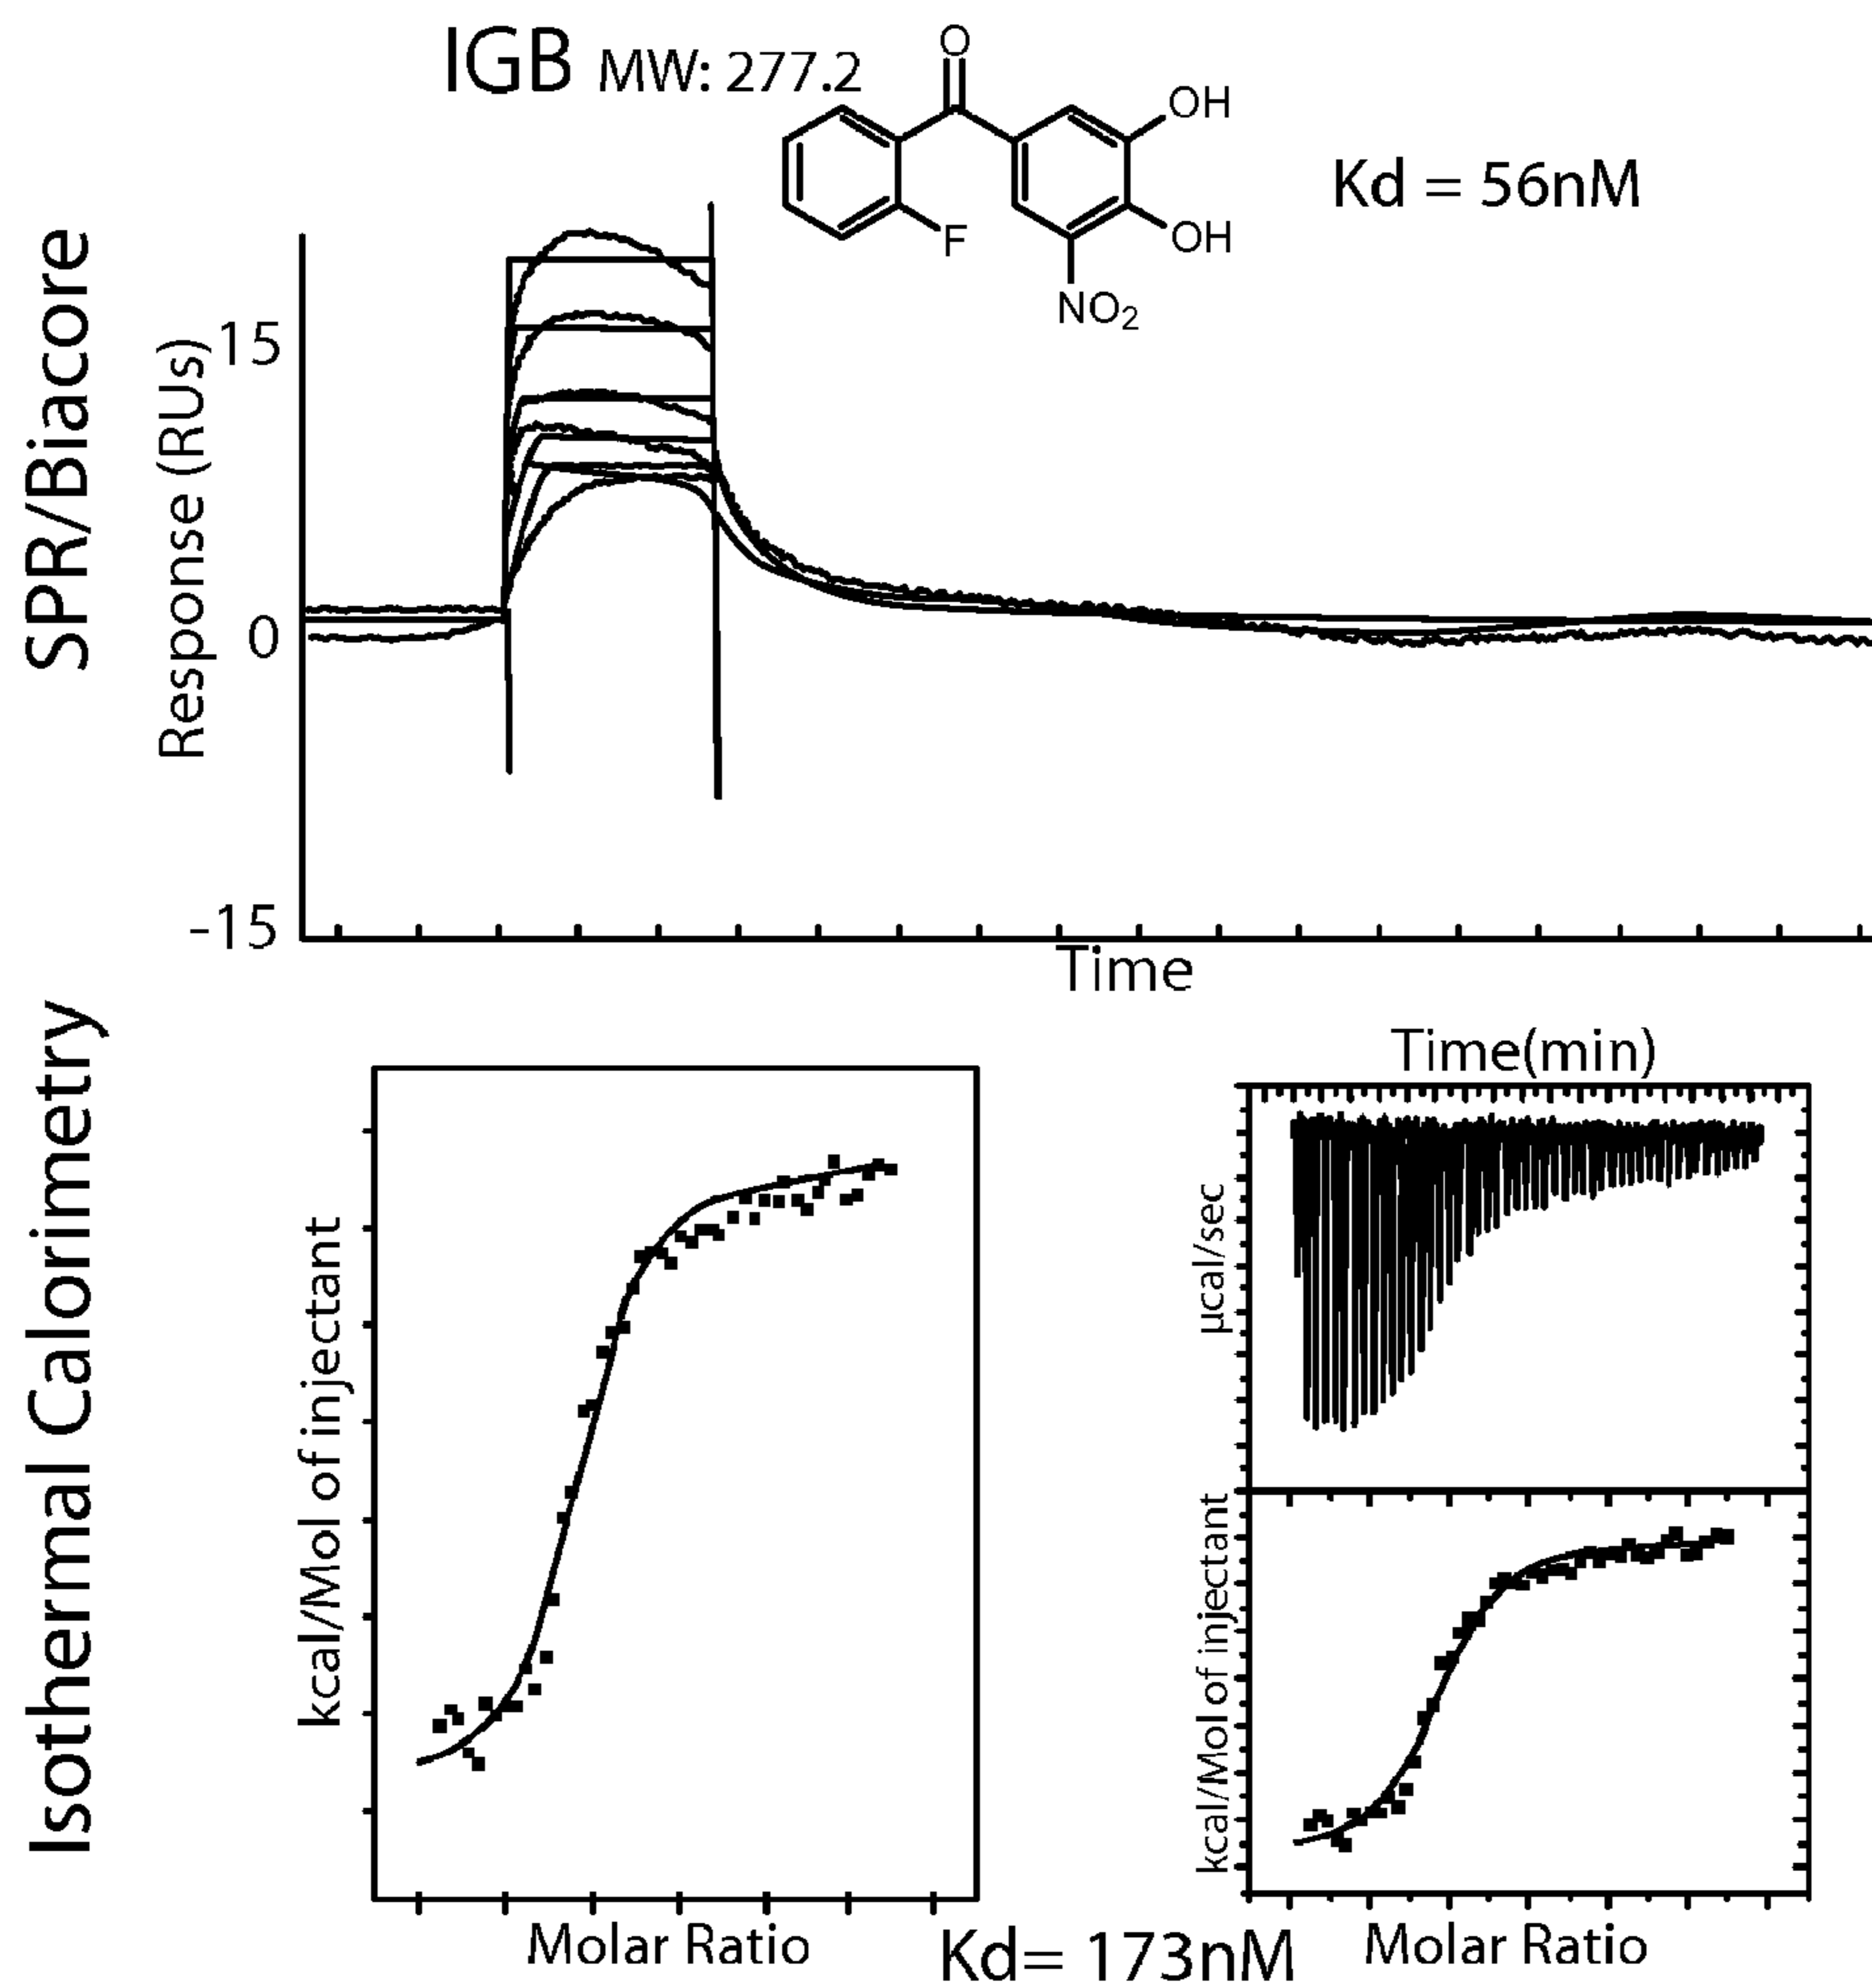 IGB MW: 277.2
O
OH
Kd = 56nM
OH
F
NO2
SPR/Biacore
Response (RUs)
15
0
-15
Time
Isothermal Calorimetry
kcal/Mol of injectant
Molar Ratio
Kd= 173nM
Time(min)
µcal/sec
kcal/Mol of injectant
Molar Ratio